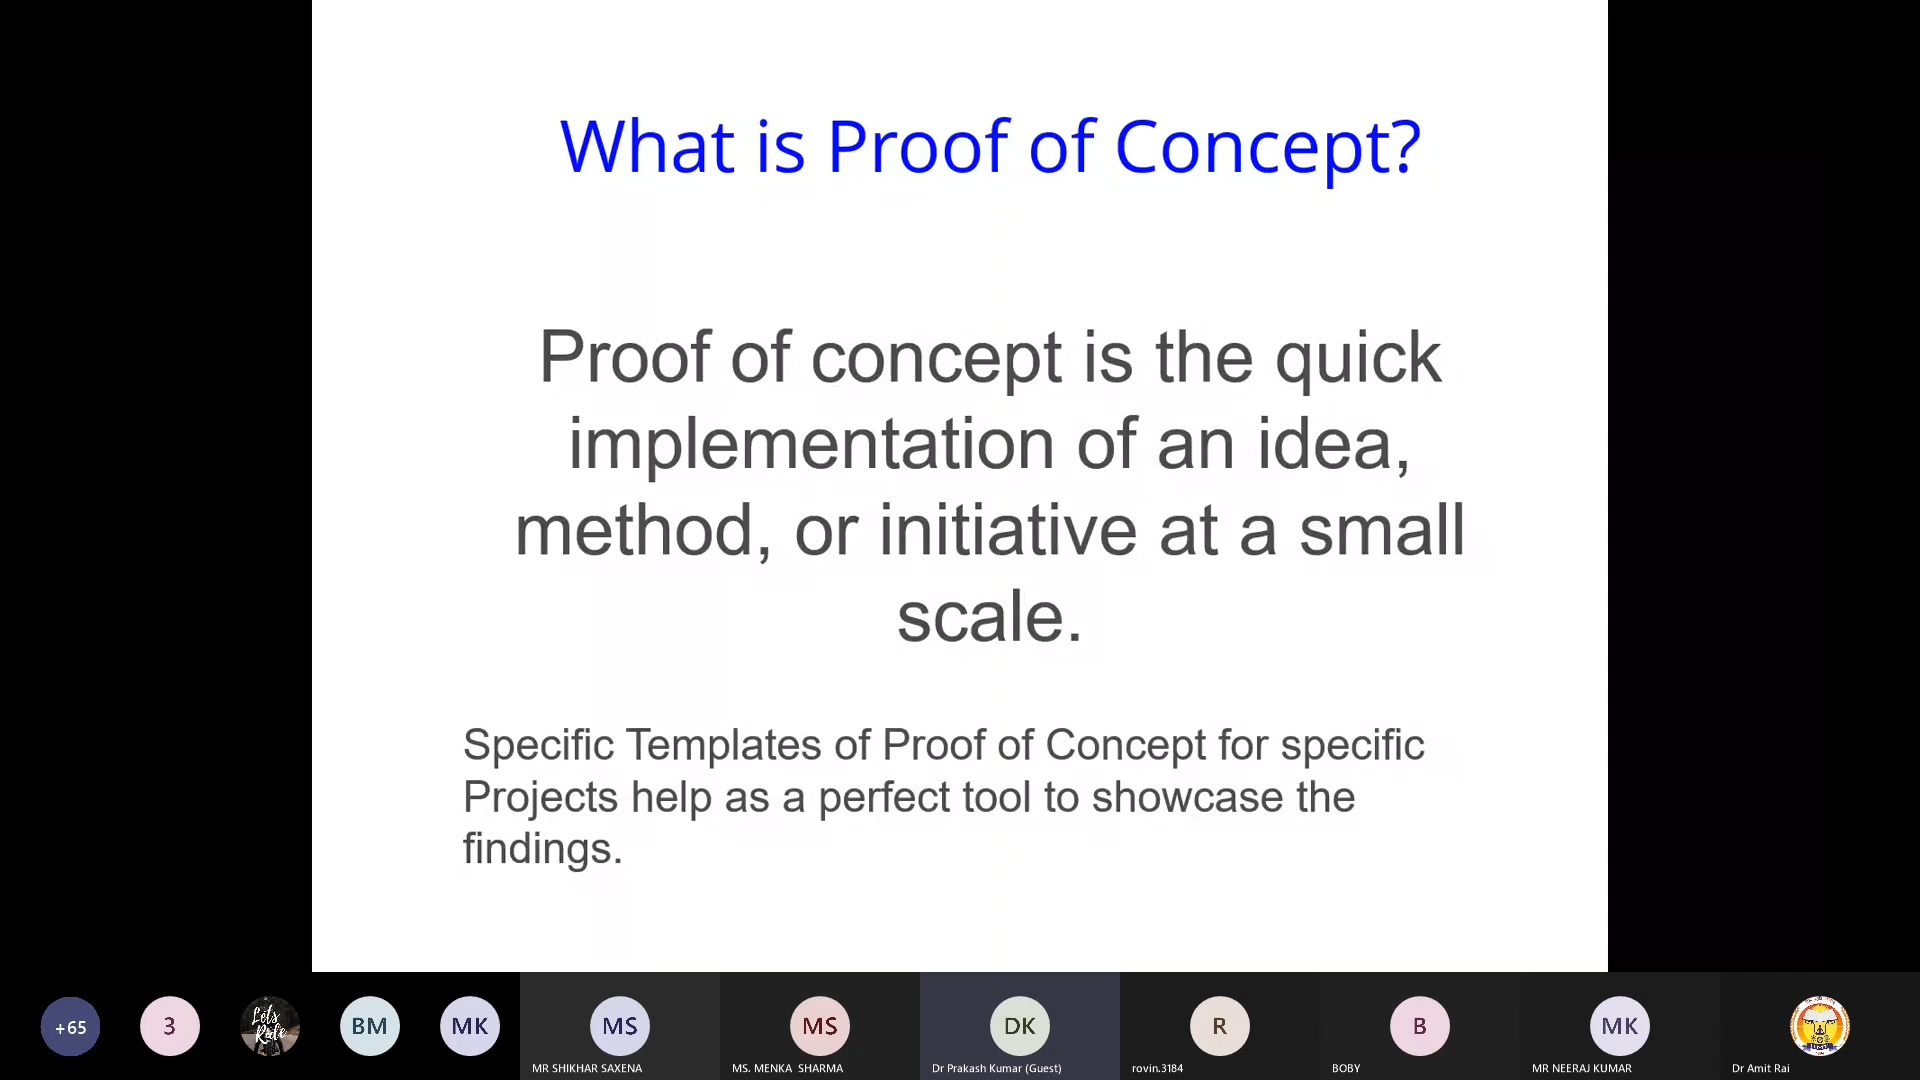 What is Proof of Concept?
Proof of concept is the quick
implementation of an idea,
method, or initiative at a small
scale.
Specific Templates of Proof of Concept for specific
Projects help as a perfect tool to showcase the
findings.
+65
3
Lets
Ride
BM
MK
MS
MR SHIKHAR SAXENA
MS
MS. MENKA SHARMA
DK
Dr Prakash Kumar (Guest)
R
rovin.3184
B
BOBY
MK
MR NEERAJ KUMAR
Dr Amit Rai